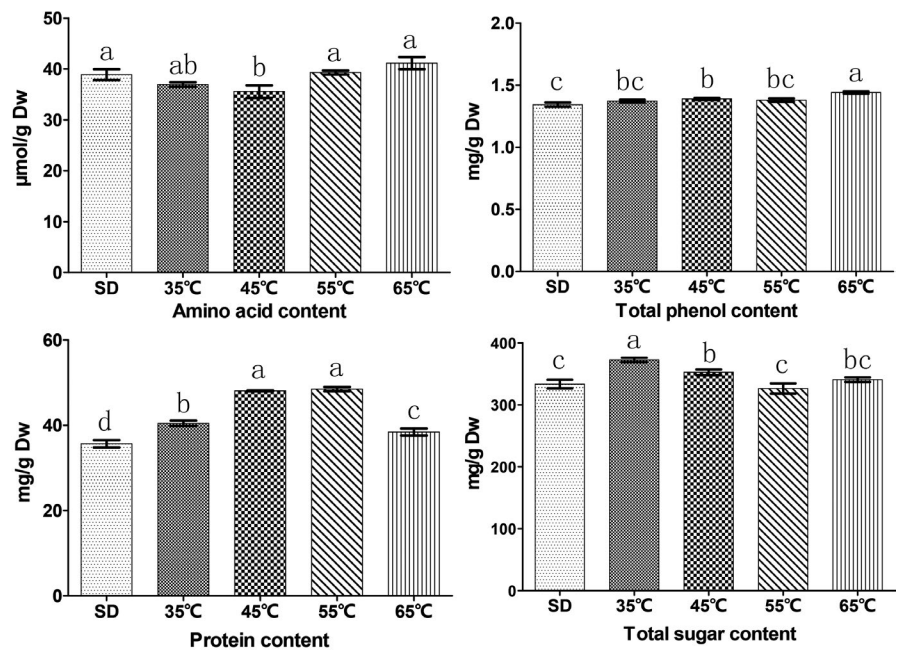 50
40
30
20
10
0
µmol/g Dw
a
ab
b
a
a
SD
35℃
45℃
55℃
65℃
Amino acid content
2.0
1.5
1.0
0.5
0.0
mg/g Dw
c
bc
b
bc
a
SD
35℃
45℃
55℃
65℃
Total phenol content
60
40
20
0
mg/g Dw
d
b
a
a
c
SD
35℃
45℃
55℃
65℃
Protein content
400
300
200
100
0
mg/g Dw
c
a
b
c
bc
SD
35℃
45℃
55℃
65℃
Total sugar content